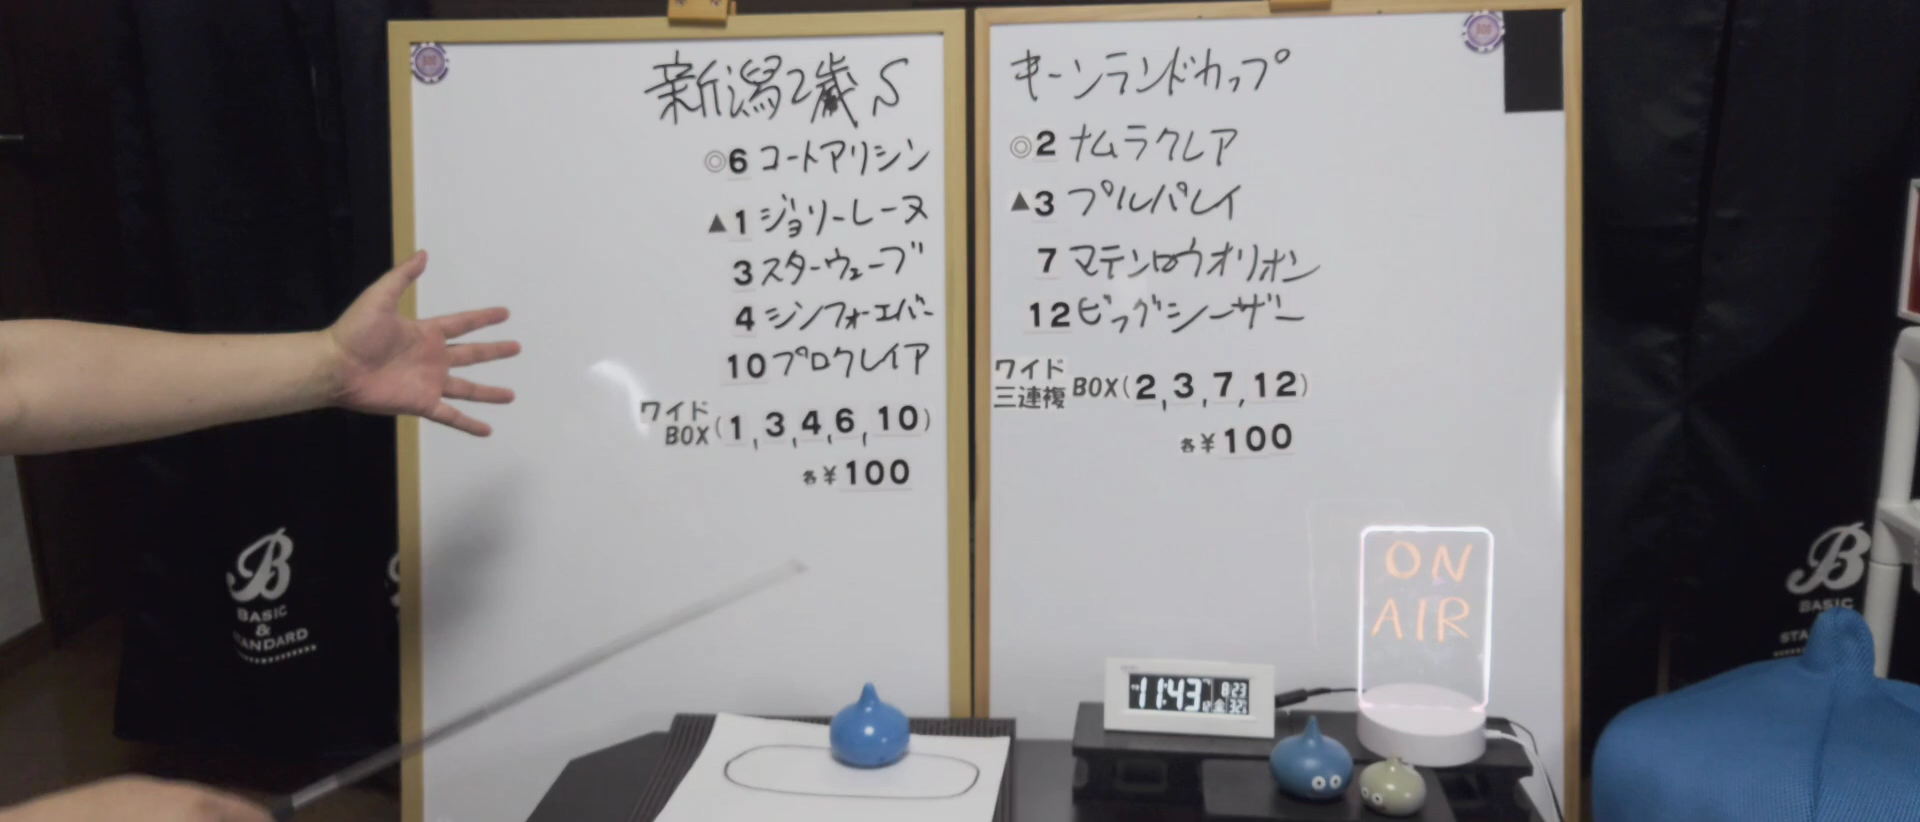 新潟2歳S
◎6 コートアリシアン
▲1 ジョリーレーヌ
3 スターウェーブ
4 シンフォーエバー
10 プロクレイア
ワイド
BOX(1,3,4,6,10)
各¥100
キーンランドカップ
◎2 ナムラクレア
▲3 プルパレイ
7 マテンロウオリオン
12 ビッグシーザー
ワイド
三連複 BOX(2,3,7,12)
各¥100
ON
AIR
11:43
8/23
B
BASIC
&
STANDARD
B
BASIC
STA